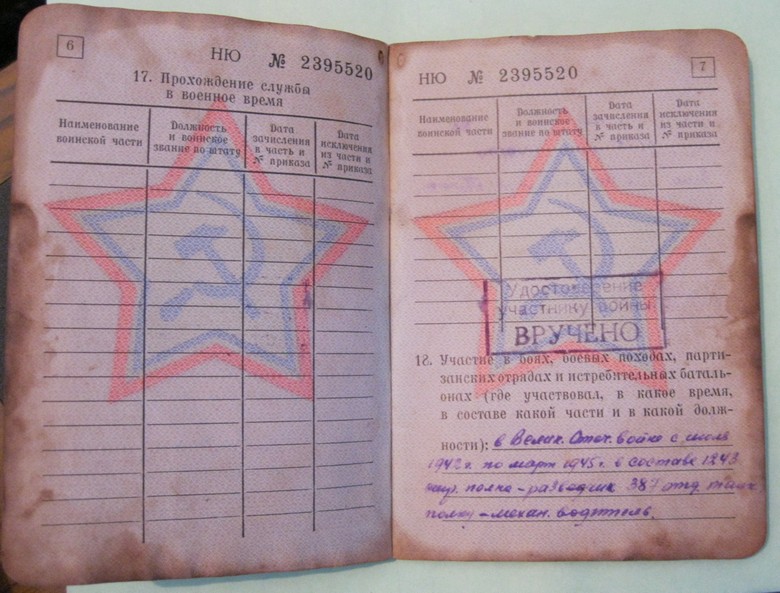 6
НЮ № 2395520
17. Прохождение службы
в военное время
Наименование воинской части
Должность и воинское звание по штату
Дата зачисления в часть и № приказа
Дата исключения из части и № приказа
НЮ № 2395520
7
Наименование воинской части
Должность и воинское звание по штату
Дата зачисления в часть и № приказа
Дата исключения из части и № приказа
Удостоверение
участнику войны
ВРУЧЕНО
18. Участие в боях, боевых походах, парти-
занских отрядах и истребительных баталь-
онах (где участвовал, в какое время,
в составе какой части и в какой долж-
ности): в Велик. Отеч. войне с июля
1942 г. по март 1945 г. в составе 1243
полка – разведчик 387 отд.
полку – механ. водитель.